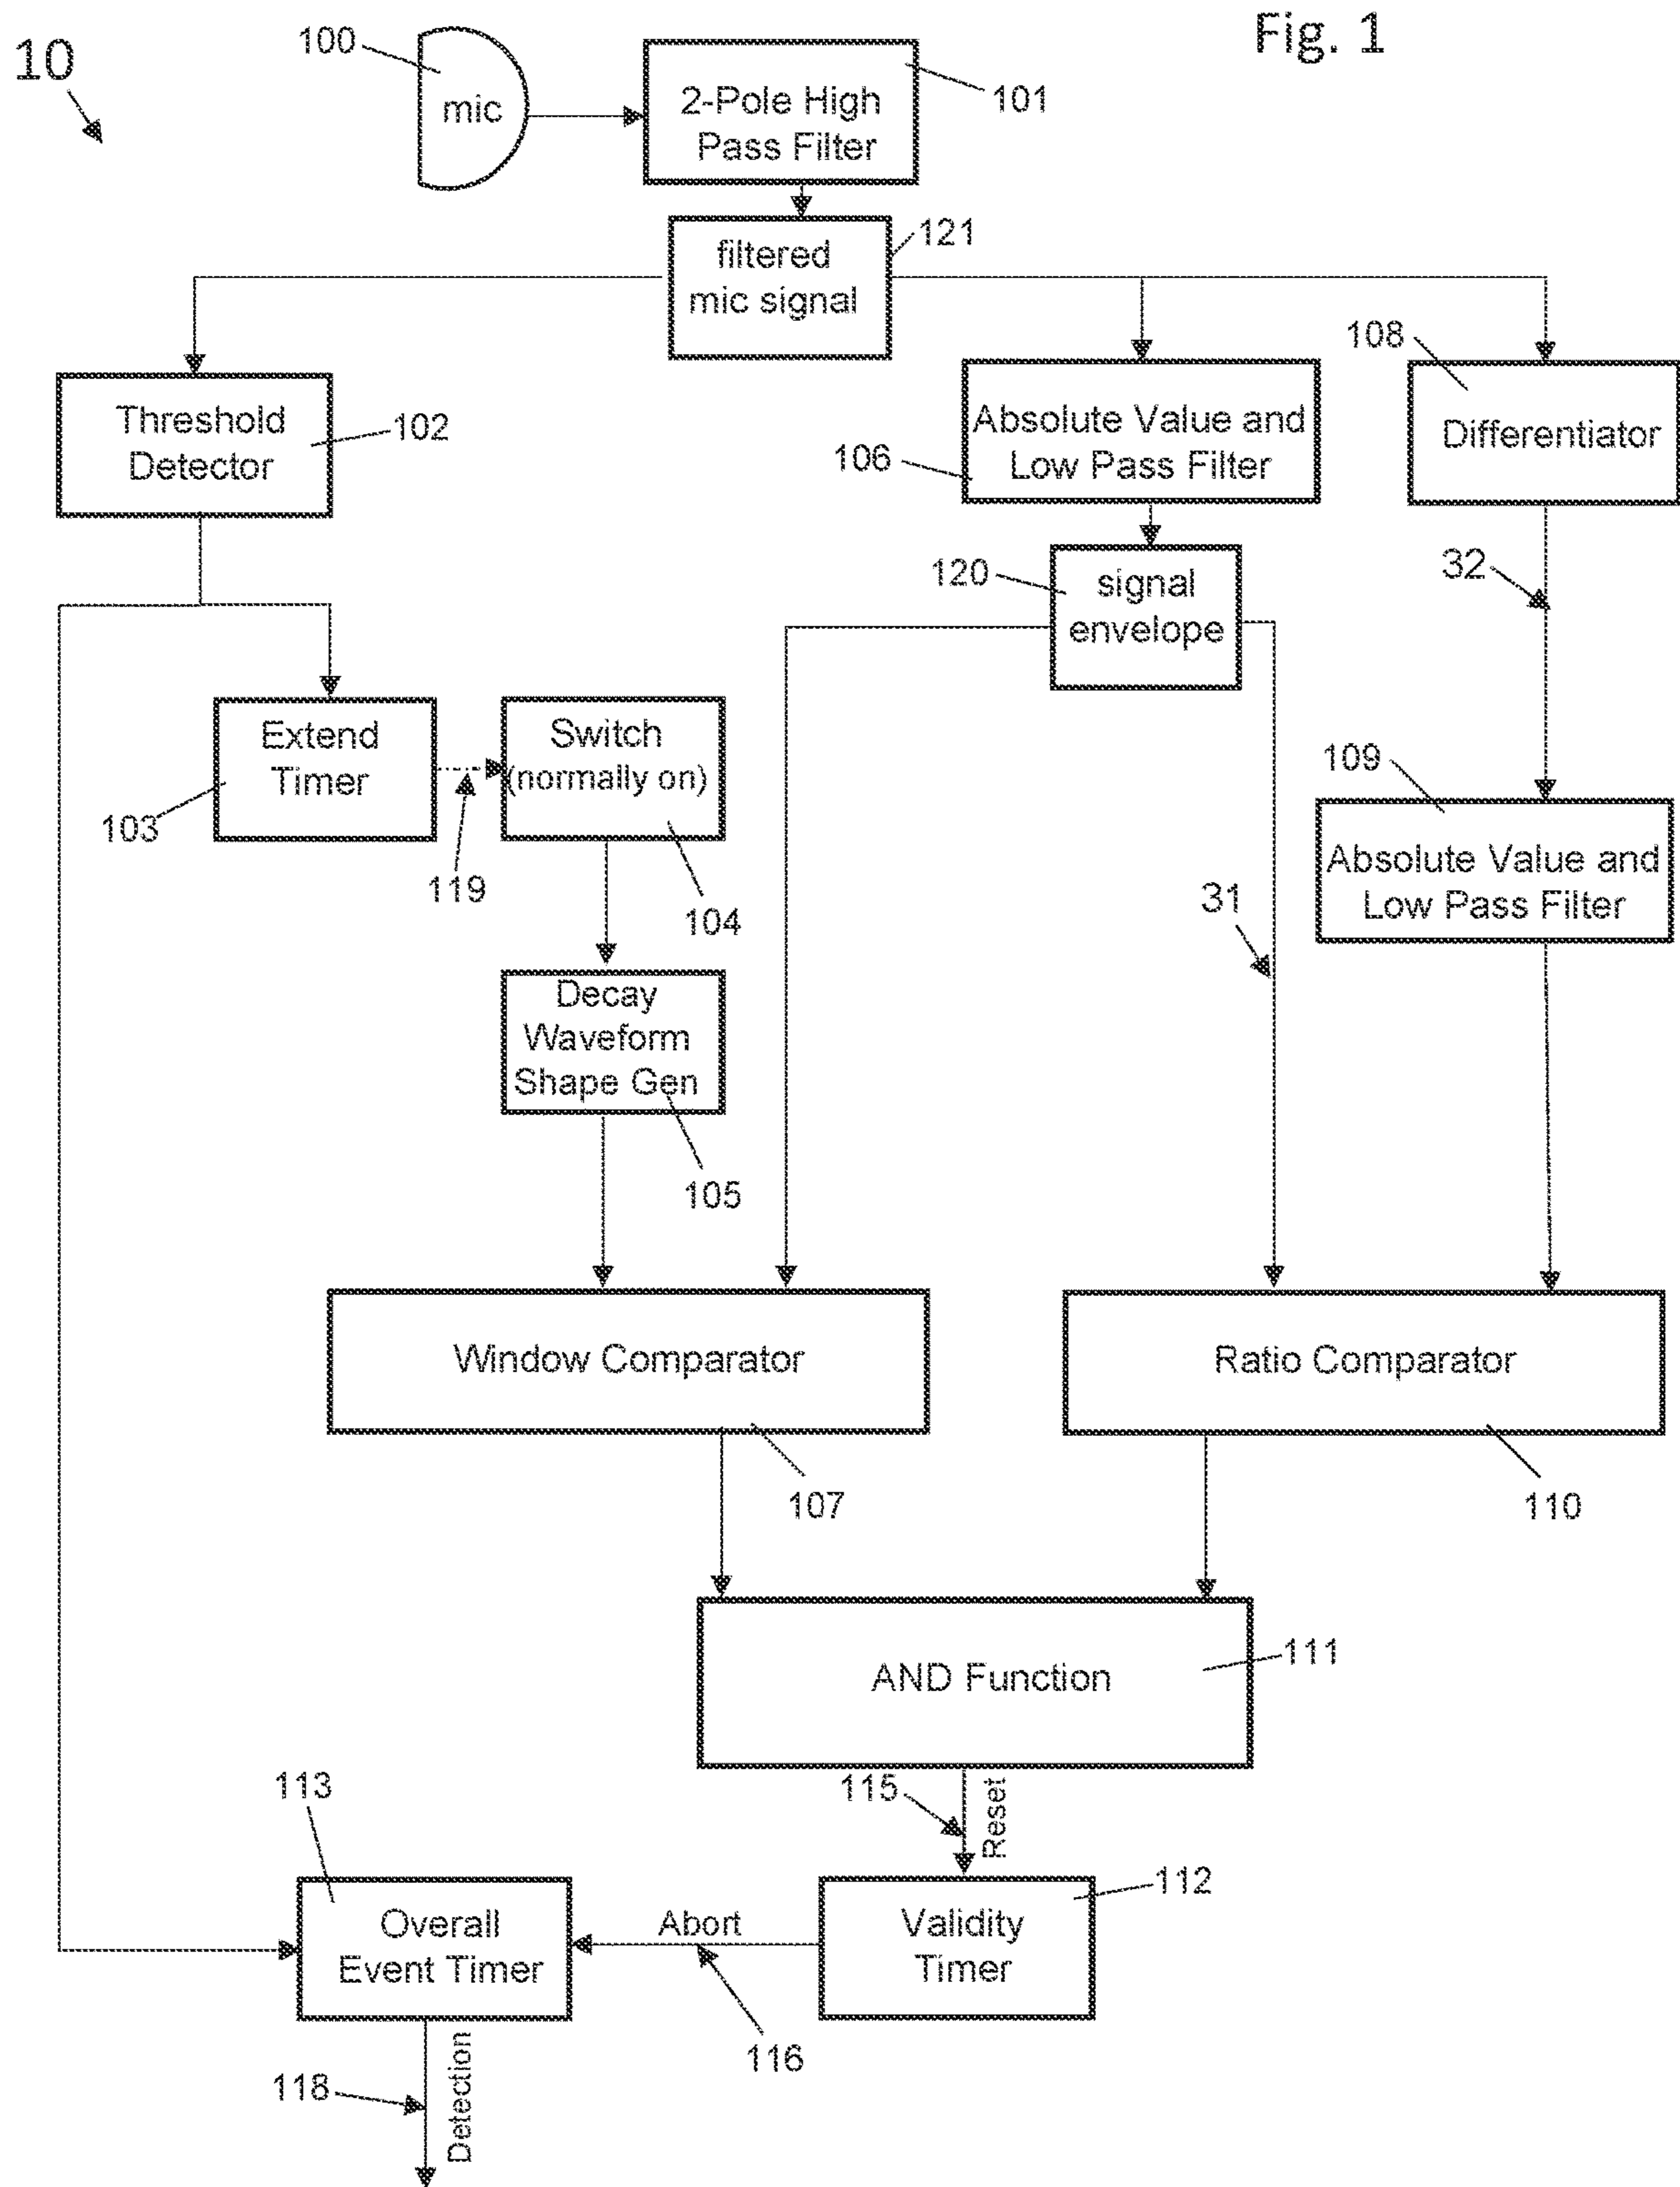 Fig. 1
10
100
mic
2-Pole High
Pass Filter
101
filtered
mic signal
121
Threshold
Detector
102
Absolute Value and
Low Pass Filter
106
108
Differentiator
120
signal
envelope
32
Extend
Timer
103
119
Switch
(normally on)
104
109
Absolute Value and
Low Pass Filter
31
Decay
Waveform
Shape Gen
105
Window Comparator
107
Ratio Comparator
110
AND Function
111
115
Reset
113
Overall
Event Timer
Abort
116
Validity
Timer
112
118
Detection